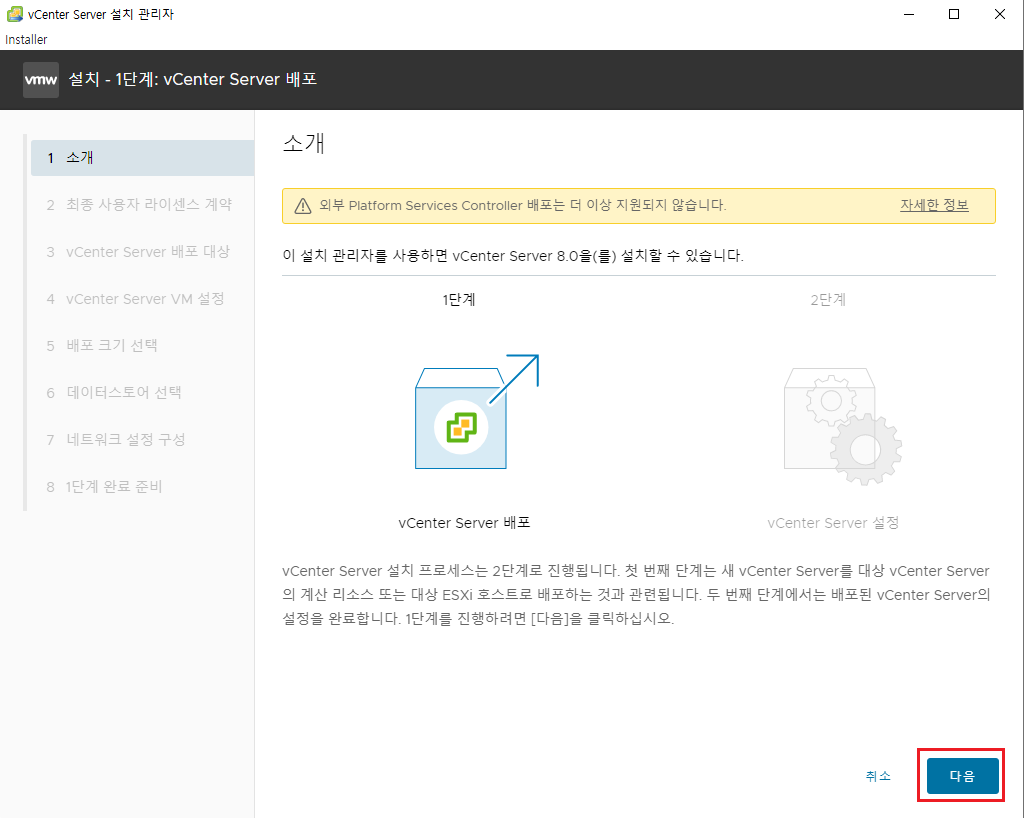 vCenter Server 설치 관리자
Installer
vmw 설치 - 1단계: vCenter Server 배포
1 소개
2 최종 사용자 라이센스 계약
3 vCenter Server 배포 대상
4 vCenter Server VM 설정
5 배포 크기 선택
6 데이터스토어 선택
7 네트워크 설정 구성
8 1단계 완료 준비
소개
외부 Platform Services Controller 배포는 더 이상 지원되지 않습니다. 자세한 정보
이 설치 관리자를 사용하면 vCenter Server 8.0을(를) 설치할 수 있습니다.
1단계 2단계
vCenter Server 배포 vCenter Server 설정
vCenter Server 설치 프로세스는 2단계로 진행됩니다. 첫 번째 단계는 새 vCenter Server를 대상 vCenter Server
의 계산 리소스 또는 대상 ESXi 호스트로 배포하는 것과 관련됩니다. 두 번째 단계에서는 배포된 vCenter Server의
설정을 완료합니다. 1단계를 진행하려면 [다음]을 클릭하십시오.
취소 다음